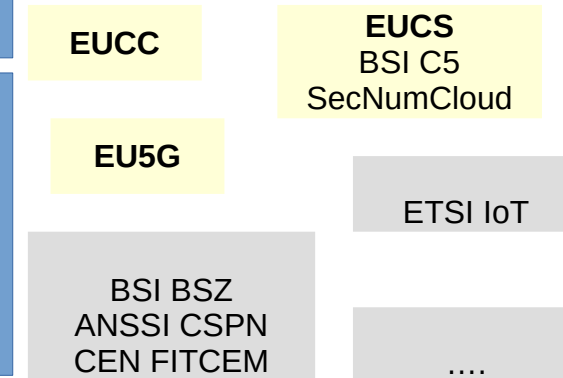 EUCC
EUCS
BSI C5
SecNumCloud
EU5G
ETSI IoT
BSI BSZ
ANSSI CSPN
CEN FITCEM
....